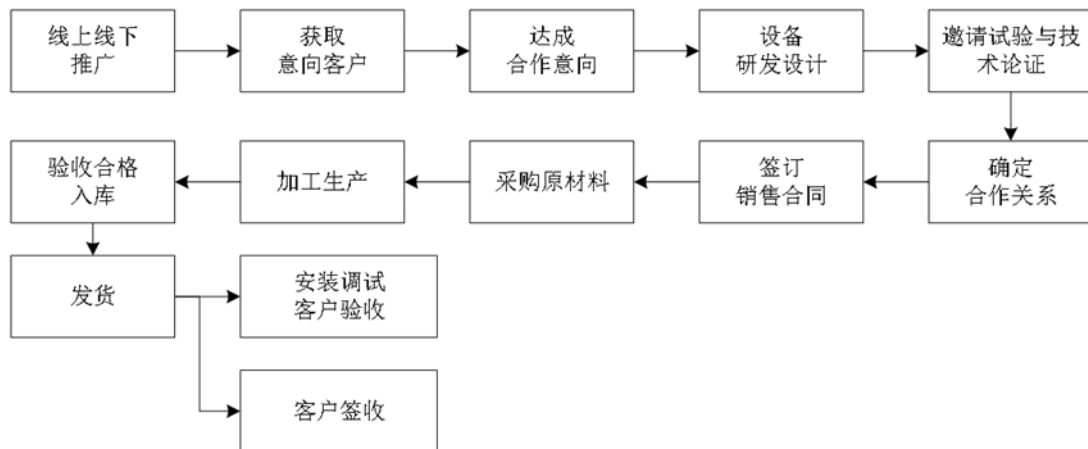 线上线下
推广
获取
意向客户
达成
合作意向
设备
研发设计
邀请试验与技
术论证
验收合格
入库
加工生产
采购原材料
签订
销售合同
确定
合作关系
发货
安装调试
客户验收
客户签收